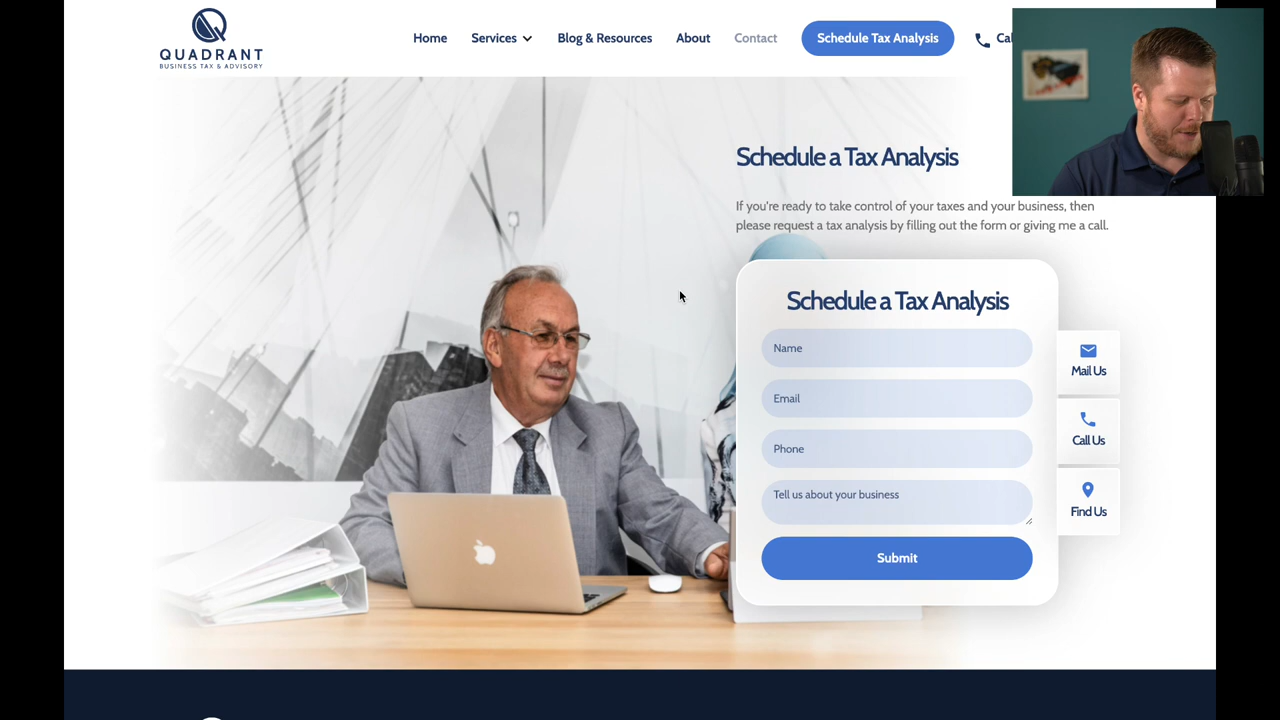 QUADRANT
BUSINESS TAX & ADVISORY
Home
Services
Blog & Resources
About
Contact
Schedule Tax Analysis
Schedule a Tax Analysis
If you're ready to take control of your taxes and your business, then
please request a tax analysis by filling out the form or giving me a call.
Schedule a Tax Analysis
Name
Email
Phone
Tell us about your business
Submit
Mail Us
Call Us
Find Us